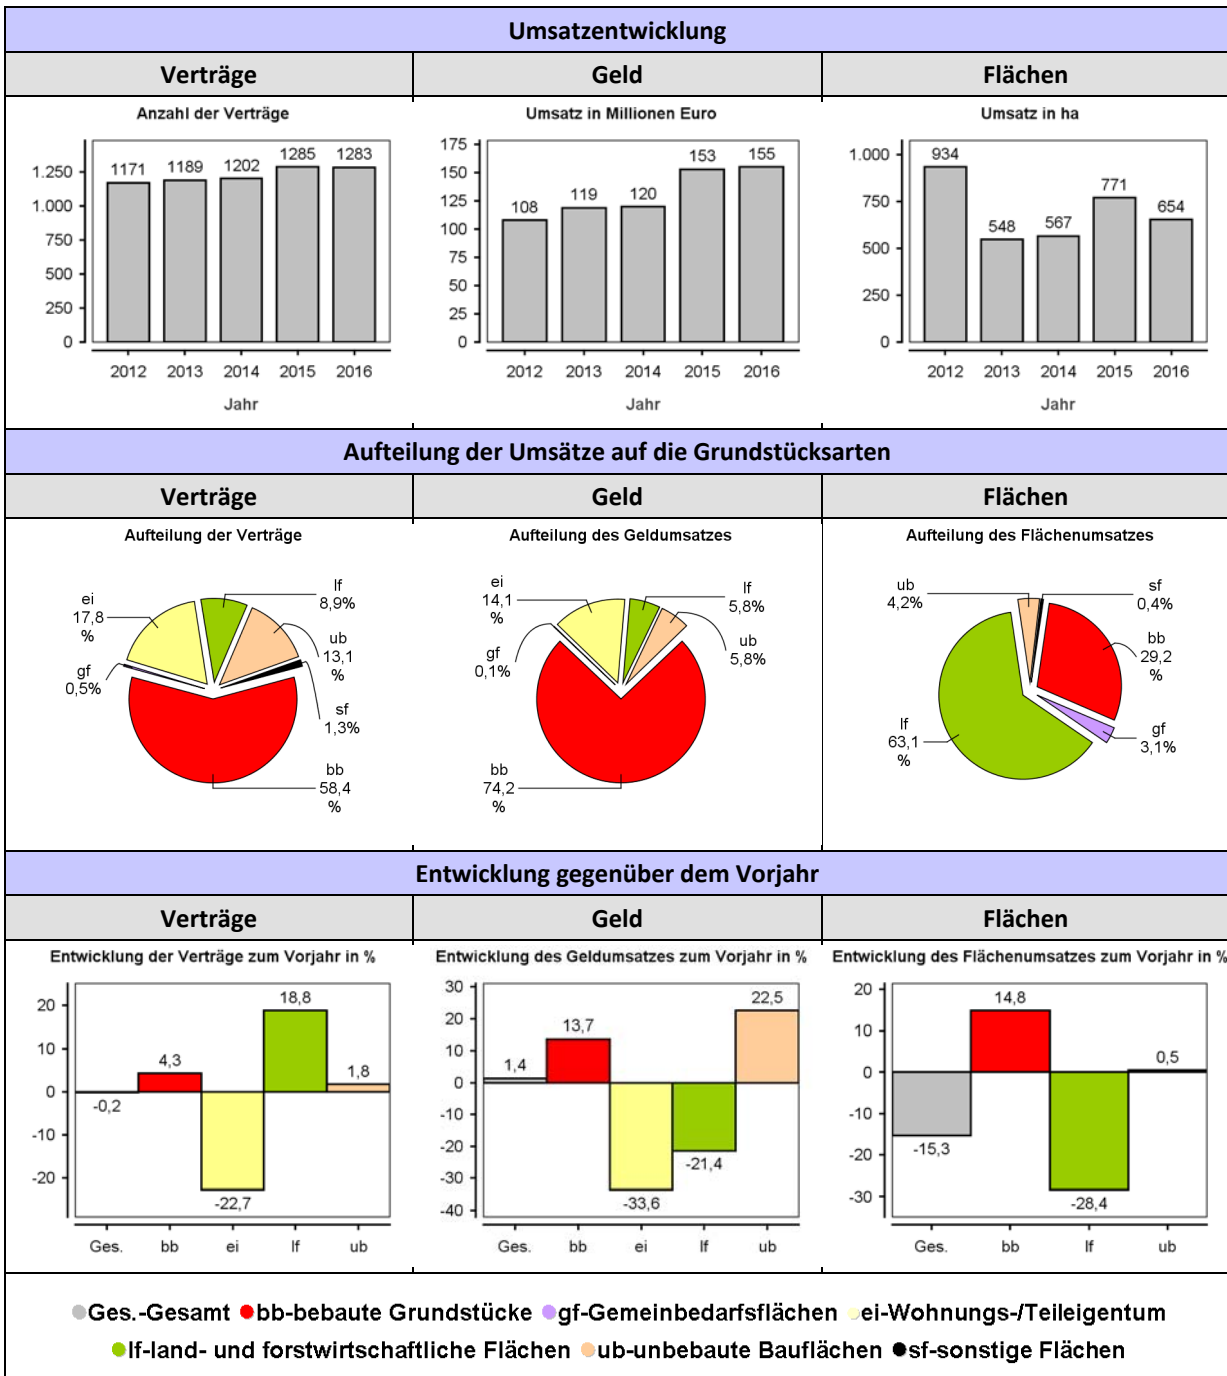 Umsatzentwicklung
Verträge Geld Flächen
Anzahl der Verträge
1.250
1.000
750
500
250
0
1171 1189 1202 1285 1283
2012 2013 2014 2015 2016
Jahr
Umsatz in Millionen Euro
175
150
125
100
75
50
25
0
108 119 120 153 155
2012 2013 2014 2015 2016
Jahr
Umsatz in ha
1.000
750
500
250
0
934 548 567 771 654
2012 2013 2014 2015 2016
Jahr
Aufteilung der Umsätze auf die Grundstücksarten
Verträge Geld Flächen
Aufteilung der Verträge
lf
8,9%
ei
17,8
%
ub
13,1
%
gf
0,5%
sf
1,3%
bb
58,4
%
Aufteilung des Geldumsatzes
ei
14,1
%
lf
5,8%
ub
5,8%
gf
0,1%
bb
74,2
%
Aufteilung des Flächenumsatzes
ub
4,2%
sf
0,4%
bb
29,2
%
lf
63,1
%
gf
3,1%
Entwicklung gegenüber dem Vorjahr
Verträge Geld Flächen
Entwicklung der Verträge zum Vorjahr in %
20
10
0
-10
-20
-0,2 4,3 -22,7 18,8 1,8
Ges. bb ei lf ub
Entwicklung des Geldumsatzes zum Vorjahr in %
30
20
10
0
-10
-20
-30
-40
1,4 13,7 -33,6 -21,4 22,5
Ges. bb ei lf ub
Entwicklung des Flächenumsatzes zum Vorjahr in %
20
10
0
-10
-20
-30
-15,3 14,8 -28,4 0,5
Ges. bb lf ub
Ges.-Gesamt bb-bebaute Grundstücke gf-Gemeinbedarfsflächen ei-Wohnungs-/Teileigentum
lf-land- und forstwirtschaftliche Flächen ub-unbebaute Bauflächen sf-sonstige Flächen